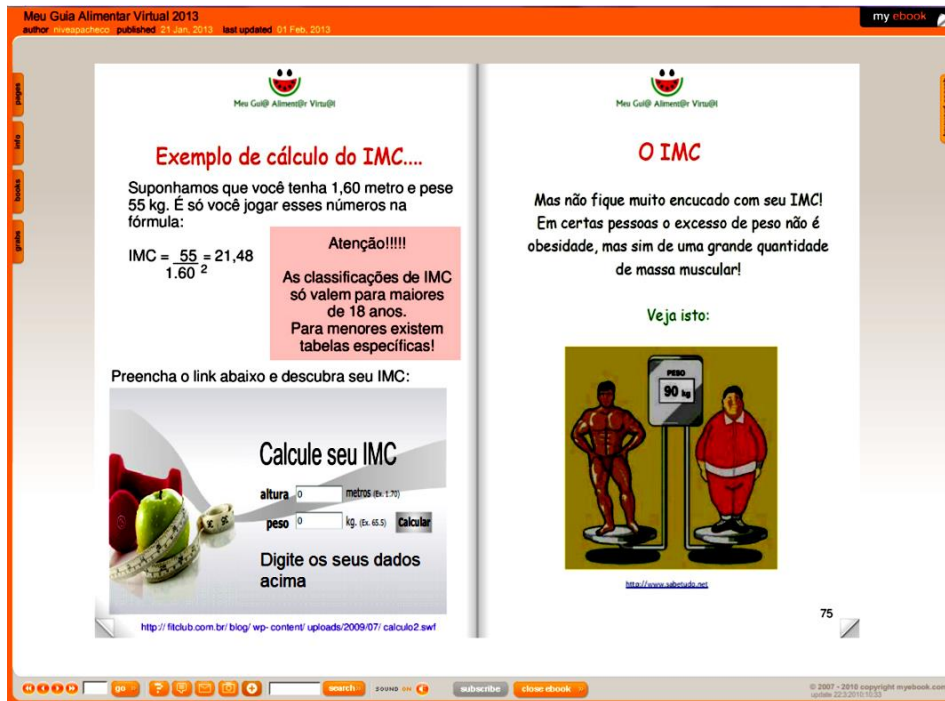 Meu Guia Alimentar Virtual 2013
author niveapacheco published 21 Jan, 2013 last updated 01 Feb, 2013
my ebook
pages
info
books
grabs
Meu Gui@ Aliment@r Virtu@l
Exemplo de cálculo do IMC....
Suponhamos que você tenha 1,60 metro e pese
55 kg. É só você jogar esses números na
fórmula:
IMC = 55 = 21,48
1.60 2
Atenção!!!!!
As classificações de IMC
só valem para maiores
de 18 anos.
Para menores existem
tabelas específicas!
Preencha o link abaixo e descubra seu IMC:
Calcule seu IMC
altura 0 metros (Ex. 1.70)
peso 0 kg. (Ex. 65.5) Calcular
Digite os seus dados
acima
http:// fitclub.com.br/ blog/ wp- content/ uploads/2009/07/ calculo2.swf
Meu Gui@ Aliment@r Virtu@l
O IMC
Mas não fique muito encucado com seu IMC!
Em certas pessoas o excesso de peso não é
obesidade, mas sim de uma grande quantidade
de massa muscular!
Veja isto:
PESO
90 kg
http://www.sabetudo.net
75
go »
?
search »
SOUND ON
subscribe
close ebook »
© 2007 - 2010 copyright myebook.com
update 22.3.2010.10.33